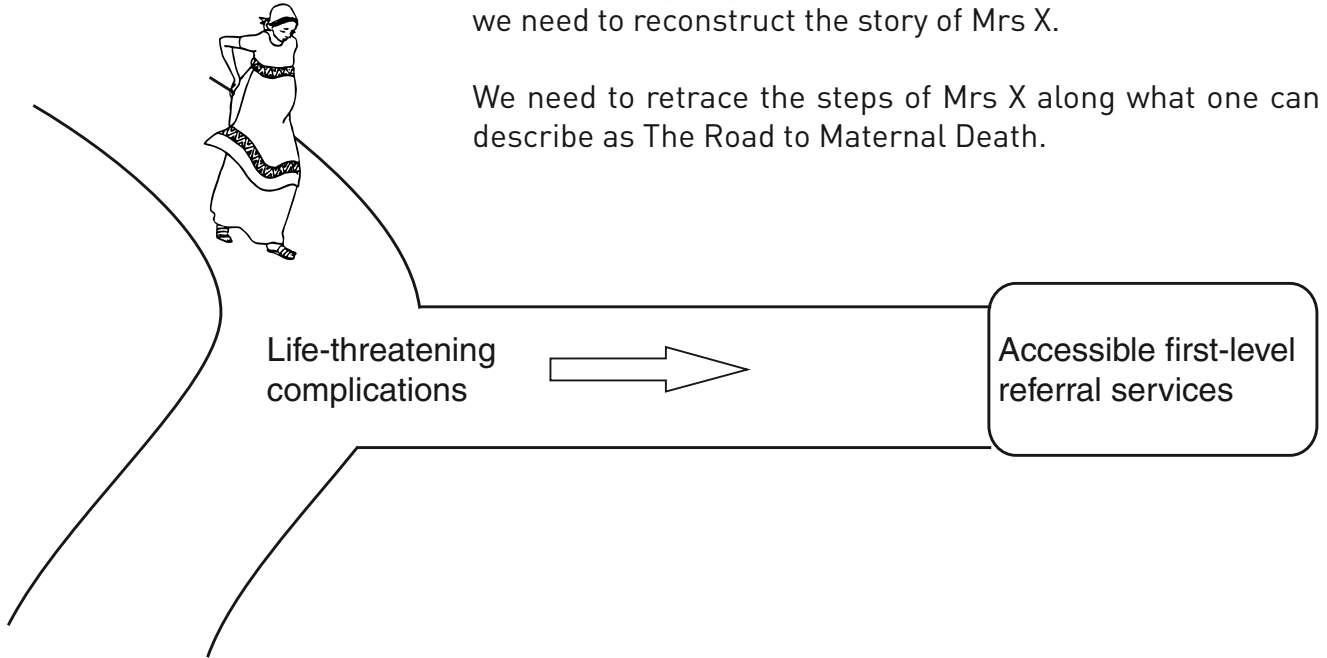 we need to reconstruct the story of Mrs X.
We need to retrace the steps of Mrs X along what one can
describe as The Road to Maternal Death.
Life-threatening
complications
Accessible first-level
referral services